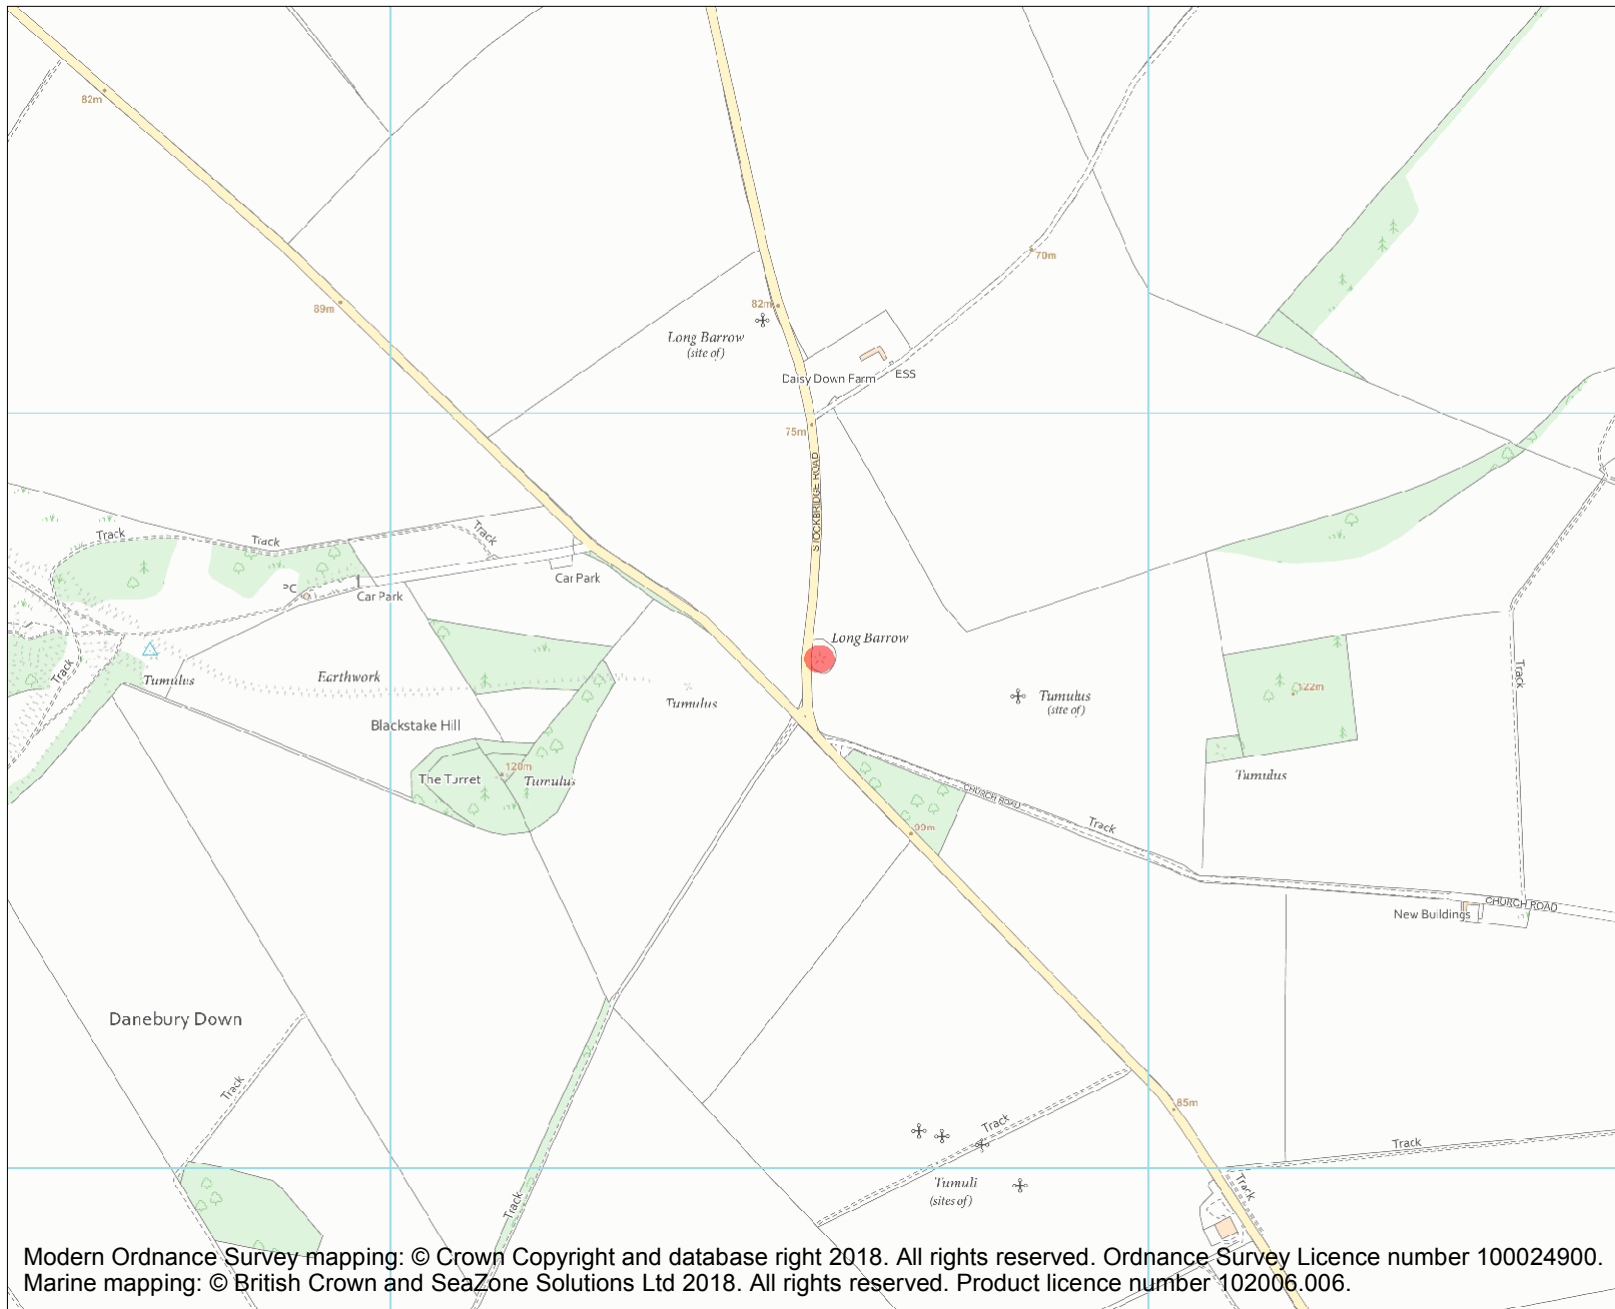 82m
89m
82m
Long Barrow
(site of)
70m
Daisy Down Farm
ESS
75m
STOCKBRIDGE ROAD
Track
Track
Track
Car Park
PC
Car Park
Long Barrow
Track
Tumulus
Earthwork
Tumulus
Tumulus
(site of)
122m
Track
Blackstake Hill
The Turret
120m
Tumulus
Tumulus
CHURCH ROAD
Track
99m
New Buildings
CHURCH ROAD
Danebury Down
Track
85m
Track
Track
Tumuli
(sites of)
Track
Track
Modern Ordnance Survey mapping: © Crown Copyright and database right 2018. All rights reserved. Ordnance Survey Licence number 100024900.
Marine mapping: © British Crown and SeaZone Solutions Ltd 2018. All rights reserved. Product licence number 102006.006.